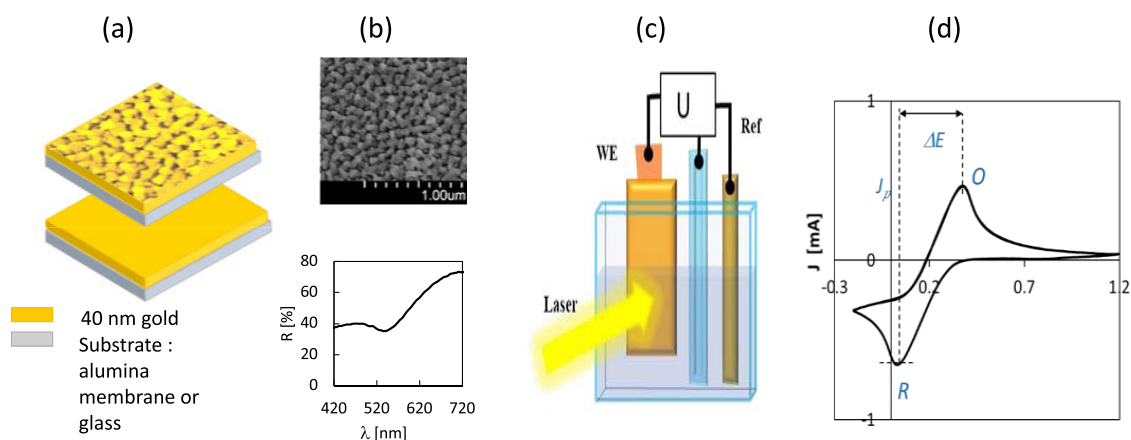 (a)
(b)
(c)
(d)
1.00um
40 nm gold
Substrate :
alumina
membrane or
glass
80
60
40
20
0
R [%]
420 520 620 720
λ [nm]
U
WE
Ref
Laser
1
0
-1
J [mA]
-0.3 0.2 0.7 1.2
ΔE
Jp
O
R